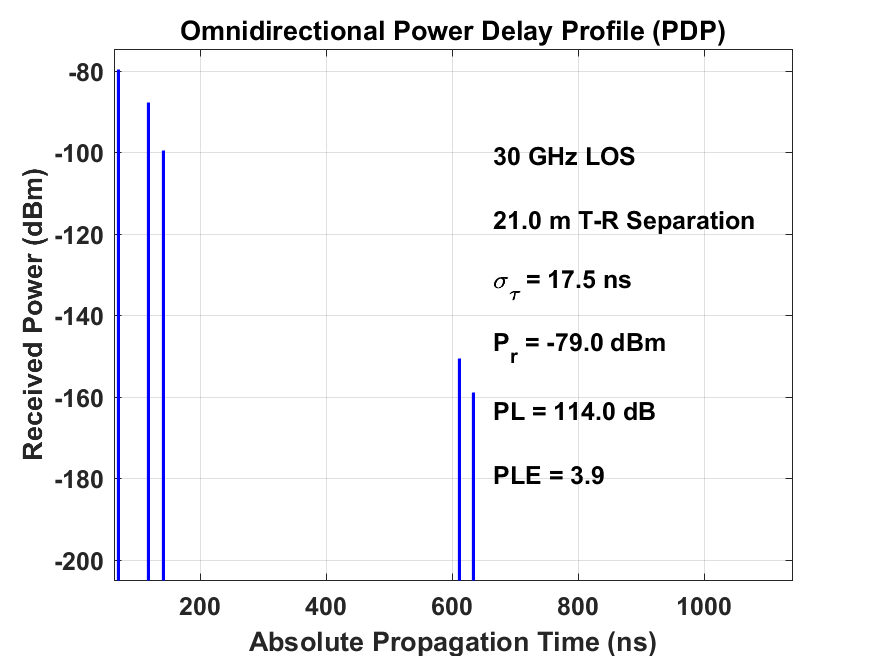 Omnidirectional Power Delay Profile (PDP)
Received Power (dBm)
-80
-100
-120
-140
-160
-180
-200
30 GHz LOS
21.0 m T-R Separation
σ_τ = 17.5 ns
P_r = -79.0 dBm
PL = 114.0 dB
PLE = 3.9
200 400 600 800 1000
Absolute Propagation Time (ns)